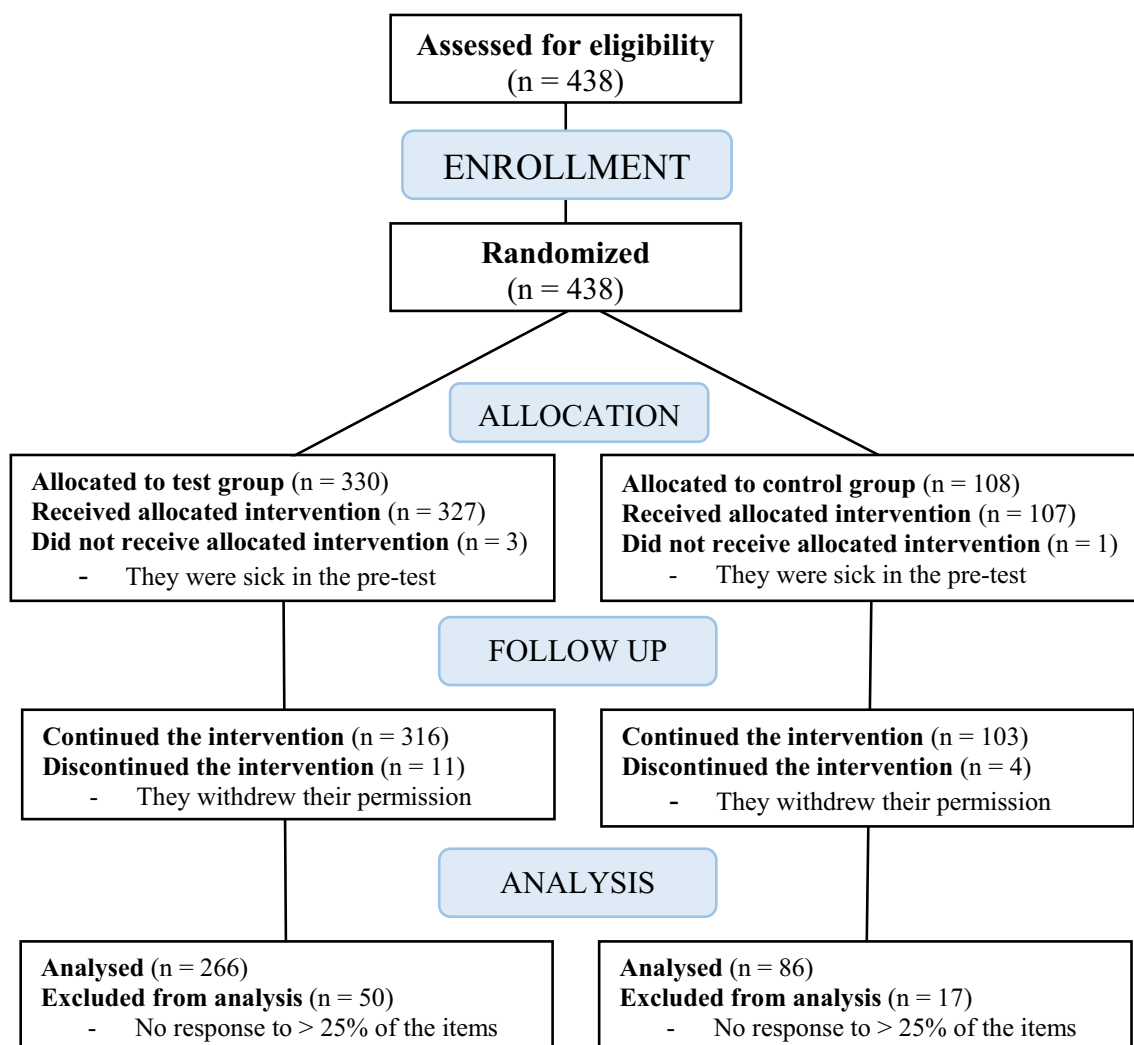 Assessed for eligibility
(n = 438)
ENROLLMENT
Randomized
(n = 438)
ALLOCATION
Allocated to test group (n = 330)
Received allocated intervention (n = 327)
Did not receive allocated intervention (n = 3)
- They were sick in the pre-test
Allocated to control group (n = 108)
Received allocated intervention (n = 107)
Did not receive allocated intervention (n = 1)
- They were sick in the pre-test
FOLLOW UP
Continued the intervention (n = 316)
Discontinued the intervention (n = 11)
- They withdrew their permission
Continued the intervention (n = 103)
Discontinued the intervention (n = 4)
- They withdrew their permission
ANALYSIS
Analysed (n = 266)
Excluded from analysis (n = 50)
- No response to > 25% of the items
Analysed (n = 86)
Excluded from analysis (n = 17)
- No response to > 25% of the items